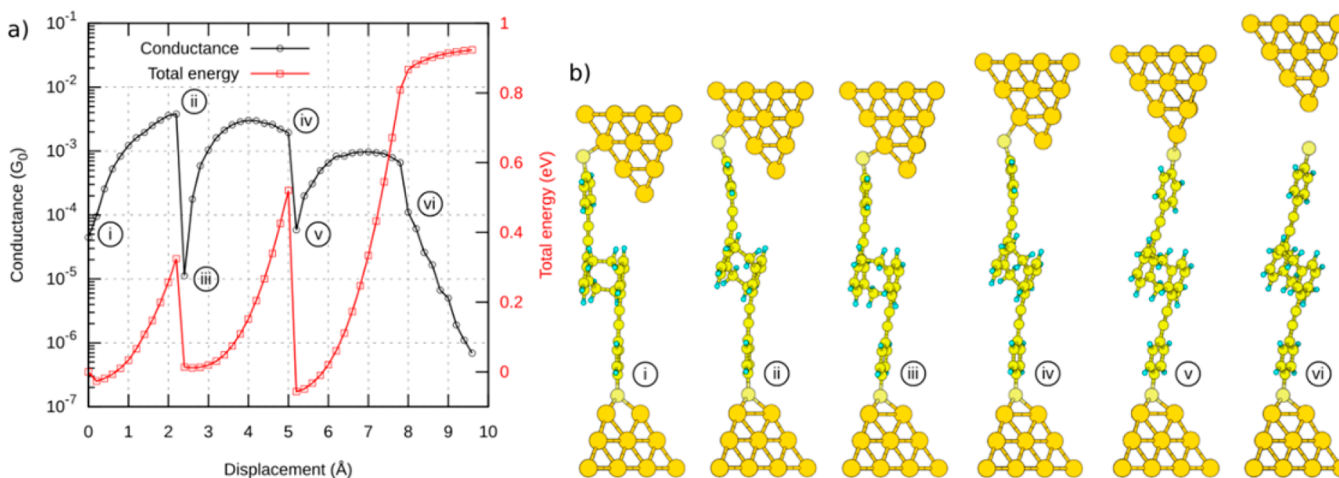 a)
10^-1
10^-2
10^-3
10^-4
10^-5
10^-6
10^-7
Conductance (G_0)
Conductance
Total energy
i
ii
iii
iv
v
vi
1
0.8
0.6
0.4
0.2
0
Total energy (eV)
0 1 2 3 4 5 6 7 8 9 10
Displacement (Å)
b)
i ii iii iv v vi